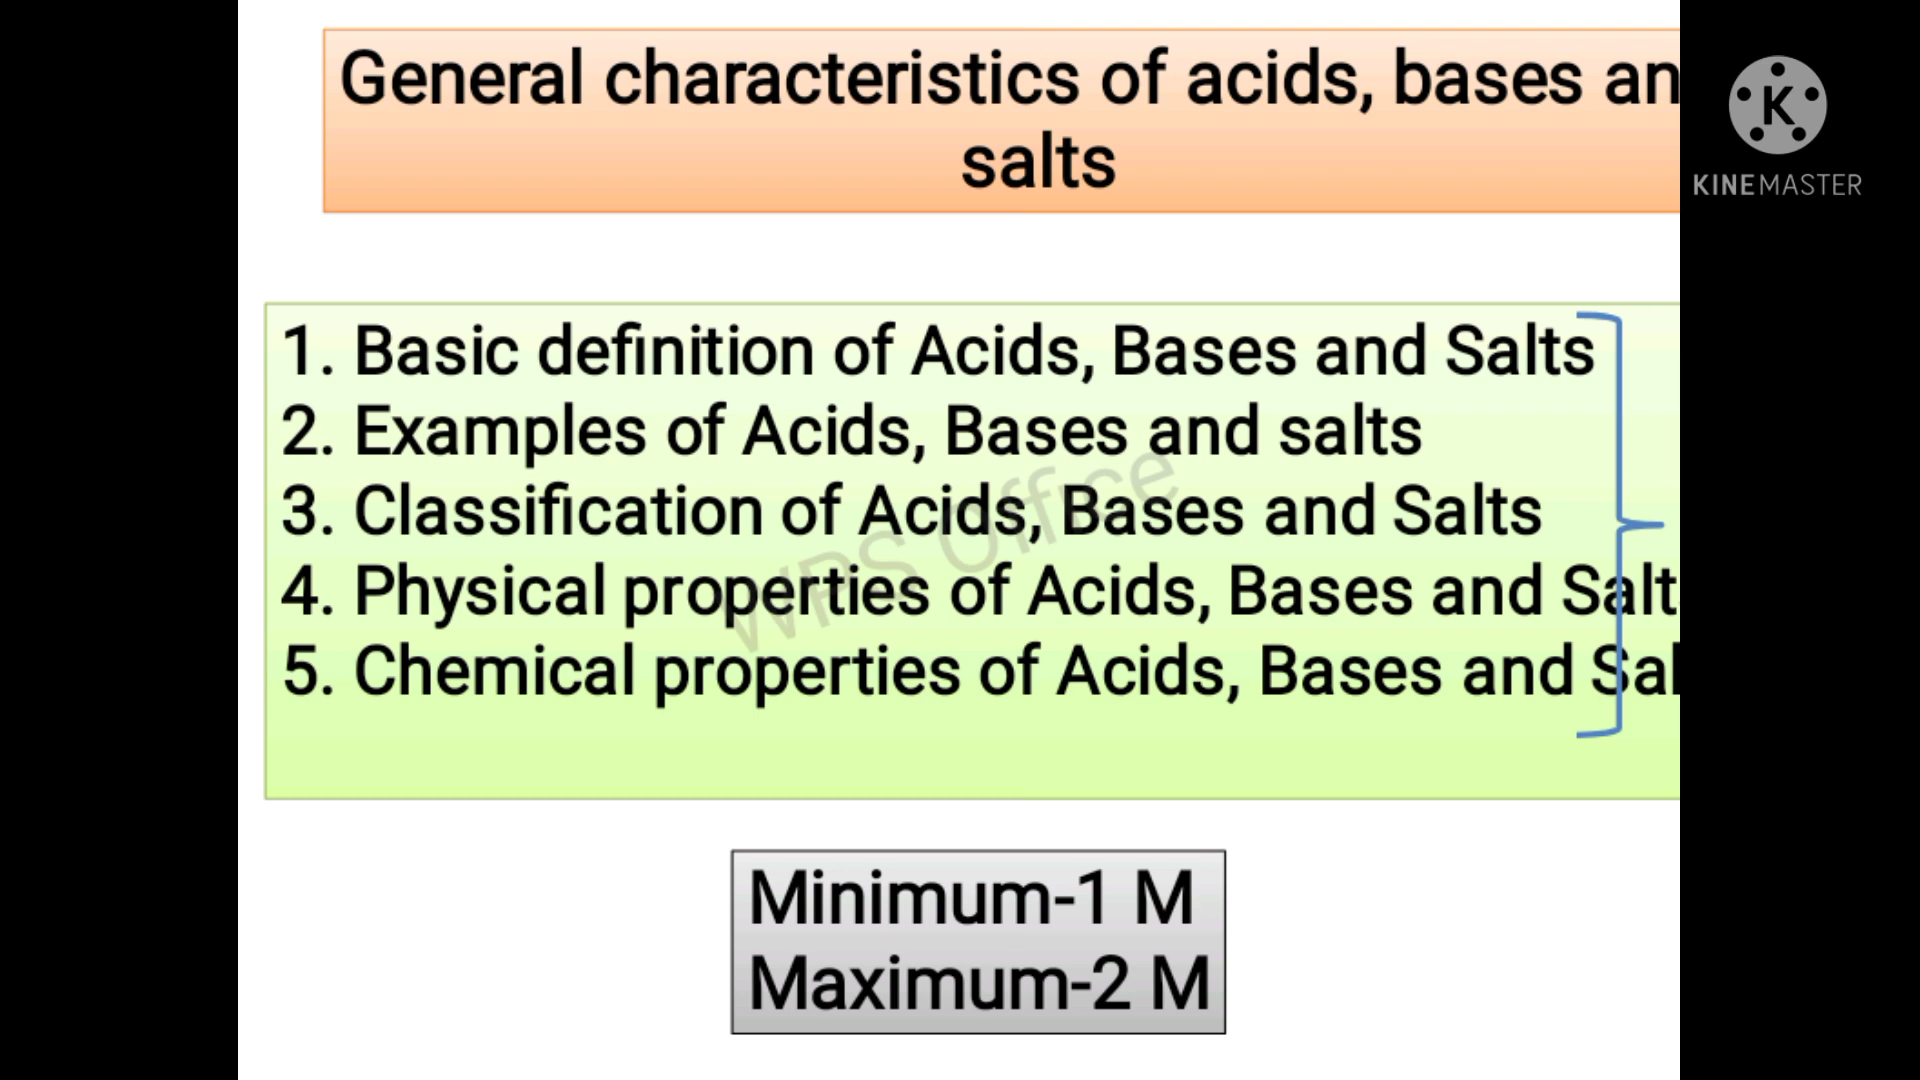 General characteristics of acids, bases an
salts
KINEMASTER
1. Basic definition of Acids, Bases and Salts
2. Examples of Acids, Bases and salts
3. Classification of Acids, Bases and Salts
4. Physical properties of Acids, Bases and Salt
5. Chemical properties of Acids, Bases and Sal
WPS Office
Minimum-1 M
Maximum-2 M